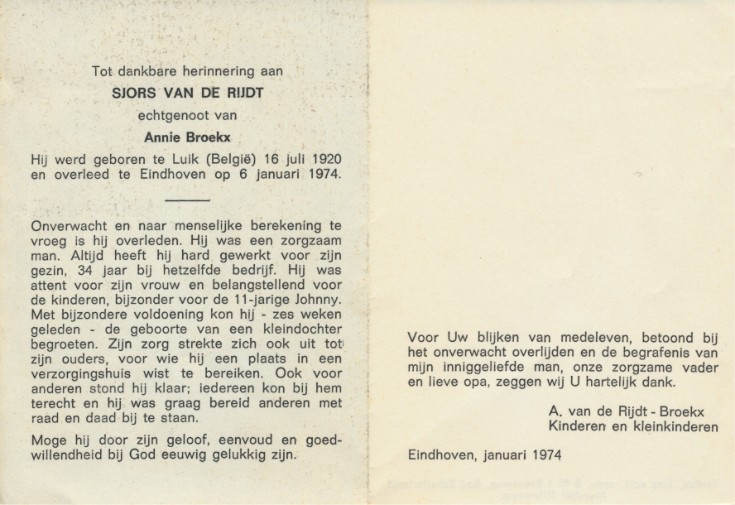 Tot dankbare herinnering aan
SJORS VAN DE RIJDT
echtgenoot van
Annie Broekx
Hij werd geboren te Luik (België) 16 juli 1920
en overleed te Eindhoven op 6 januari 1974.
Onverwacht en naar menselijke berekening te
vroeg is hij overleden. Hij was een zorgzaam
man. Altijd heeft hij hard gewerkt voor zijn
gezin, 34 jaar bij hetzelfde bedrijf. Hij was
attent voor zijn vrouw en belangstellend voor
de kinderen, bijzonder voor de 11-jarige Johnny.
Met bijzondere voldoening kon hij - zes weken
geleden - de geboorte van een kleindochter
begroeten. Zijn zorg strekte zich ook uit tot
zijn ouders, voor wie hij een plaats in een
verzorgingshuis wist te bereiken. Ook voor
anderen stond hij klaar; iedereen kon bij hem
terecht en hij was graag bereid anderen met
raad en daad bij te staan.
Moge hij door zijn geloof, eenvoud en goed-
willendheid bij God eeuwig gelukkig zijn.
Voor Uw blijken van medeleven, betoond bij
het onverwacht overlijden en de begrafenis van
mijn inniggeliefde man, onze zorgzame vader
en lieve opa, zeggen wij U hartelijk dank.
A. van de Rijdt - Broekx
Kinderen en kleinkinderen
Eindhoven, januari 1974